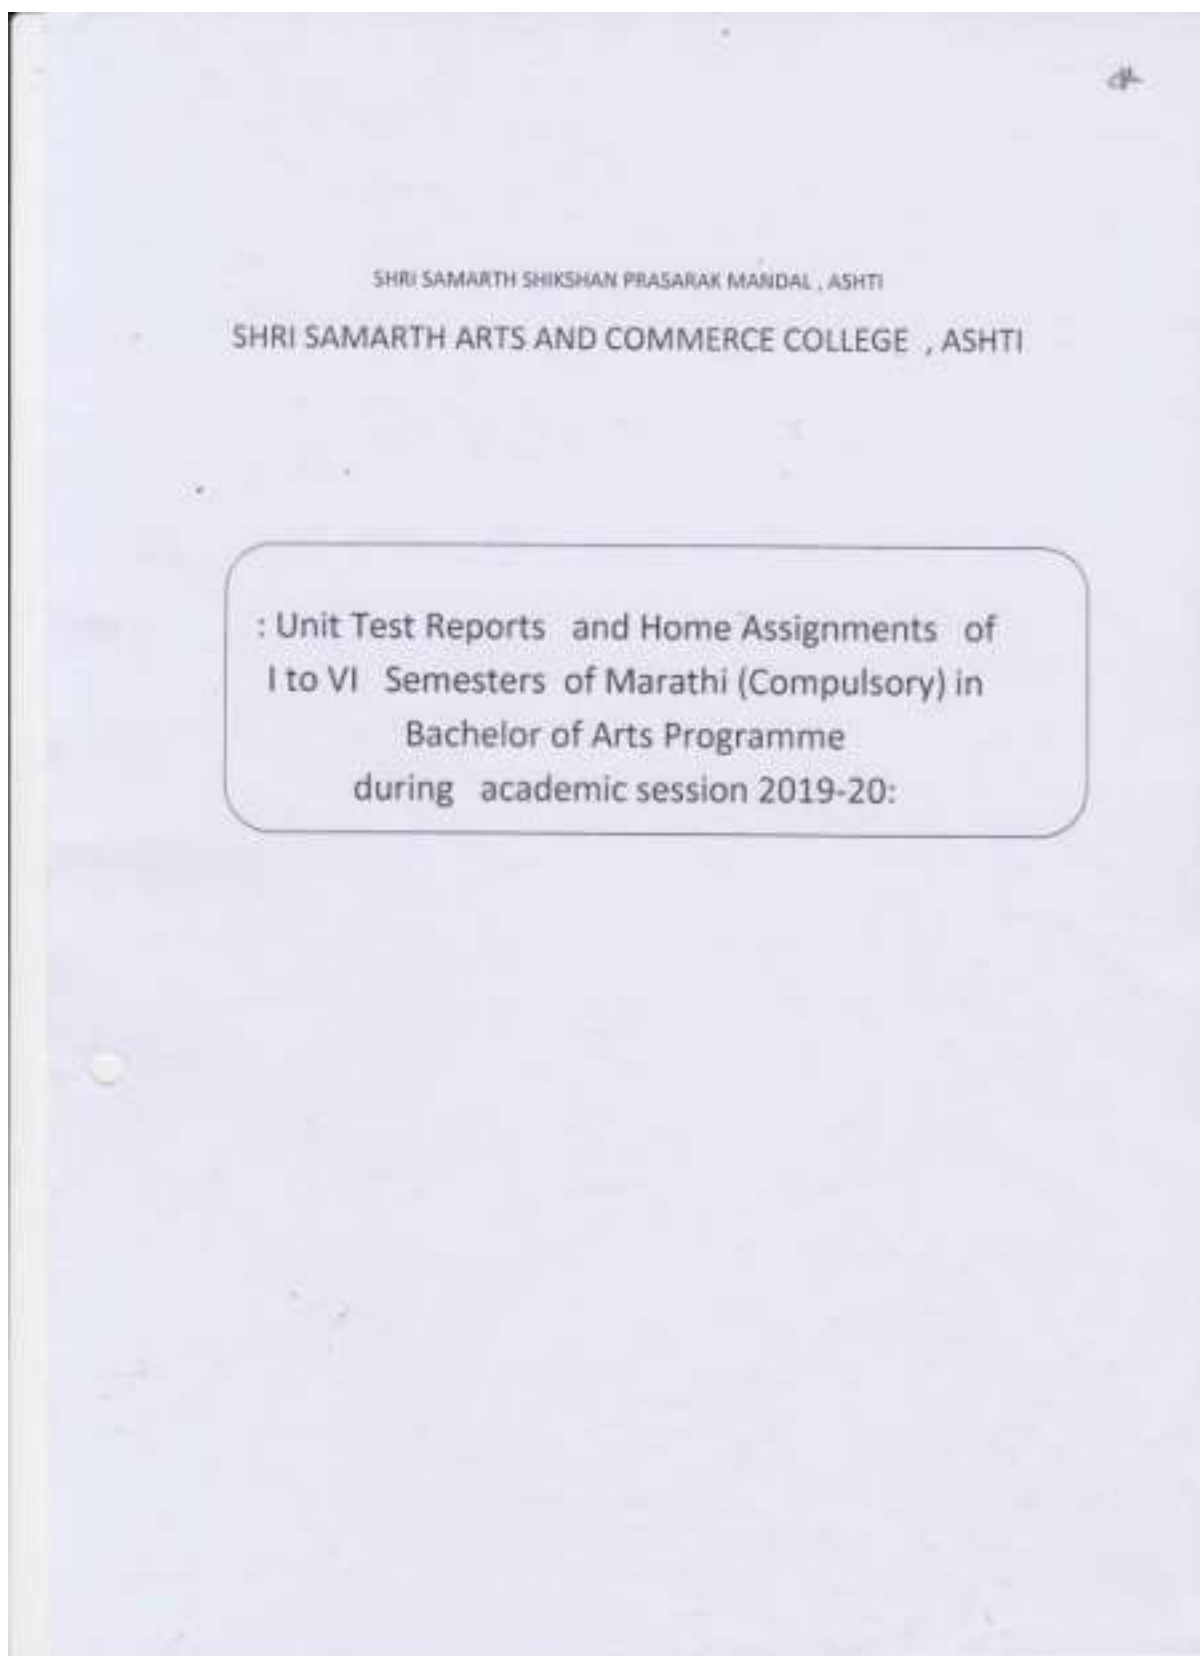 SHRI SAMARTH SHIKSHAN PRASARAK MANDAL , ASHTI
SHRI SAMARTH ARTS AND COMMERCE COLLEGE , ASHTI
: Unit Test Reports and Home Assignments of
I to VI Semesters of Marathi (Compulsory) in
Bachelor of Arts Programme
during academic session 2019-20: